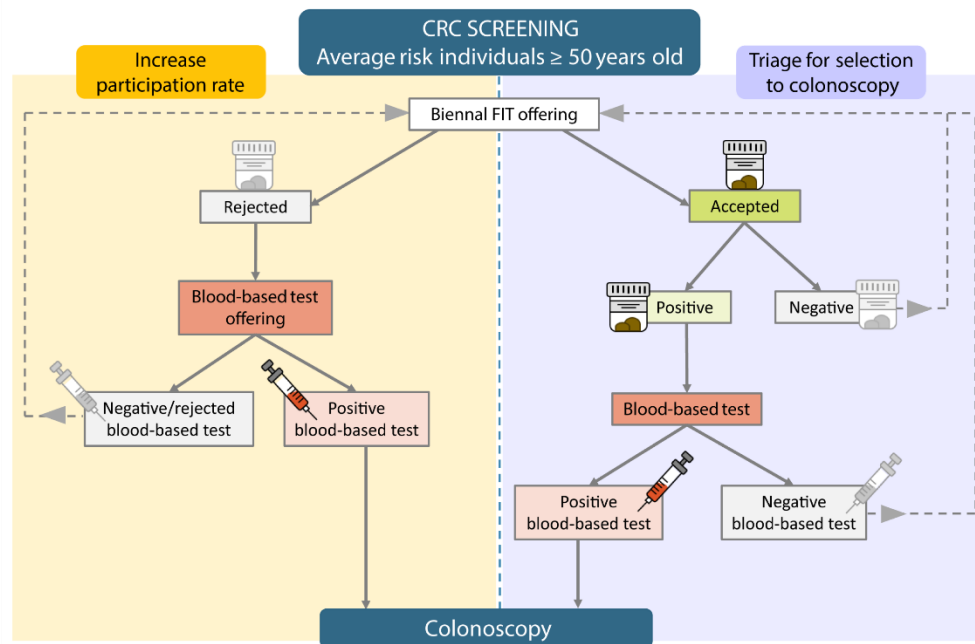 CRC SCREENING
Average risk individuals ≥ 50 years old
Increase
participation rate
Triage for selection
to colonoscopy
Biennal FIT offering
Rejected
Accepted
Blood-based test
offering
Positive
Negative
Negative/rejected
blood-based test
Positive
blood-based test
Blood-based test
Positive
blood-based test
Negative
blood-based test
Colonoscopy